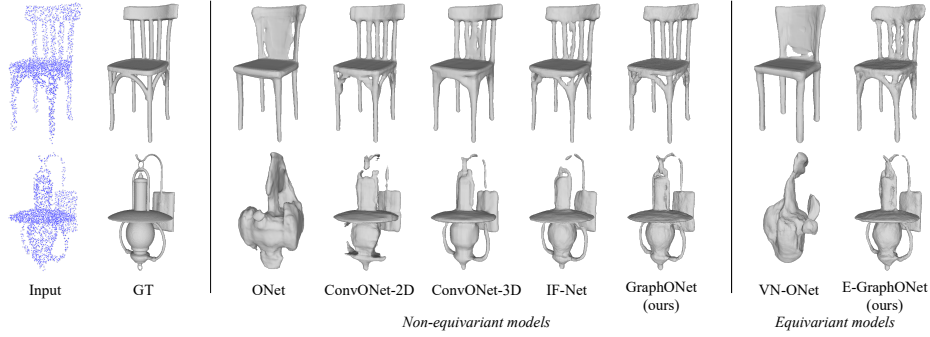 Input
GT
ONet
ConvONet-2D
ConvONet-3D
IF-Net
GraphONet
(ours)
VN-ONet
E-GraphONet
(ours)
Non-equivariant models
Equivariant models